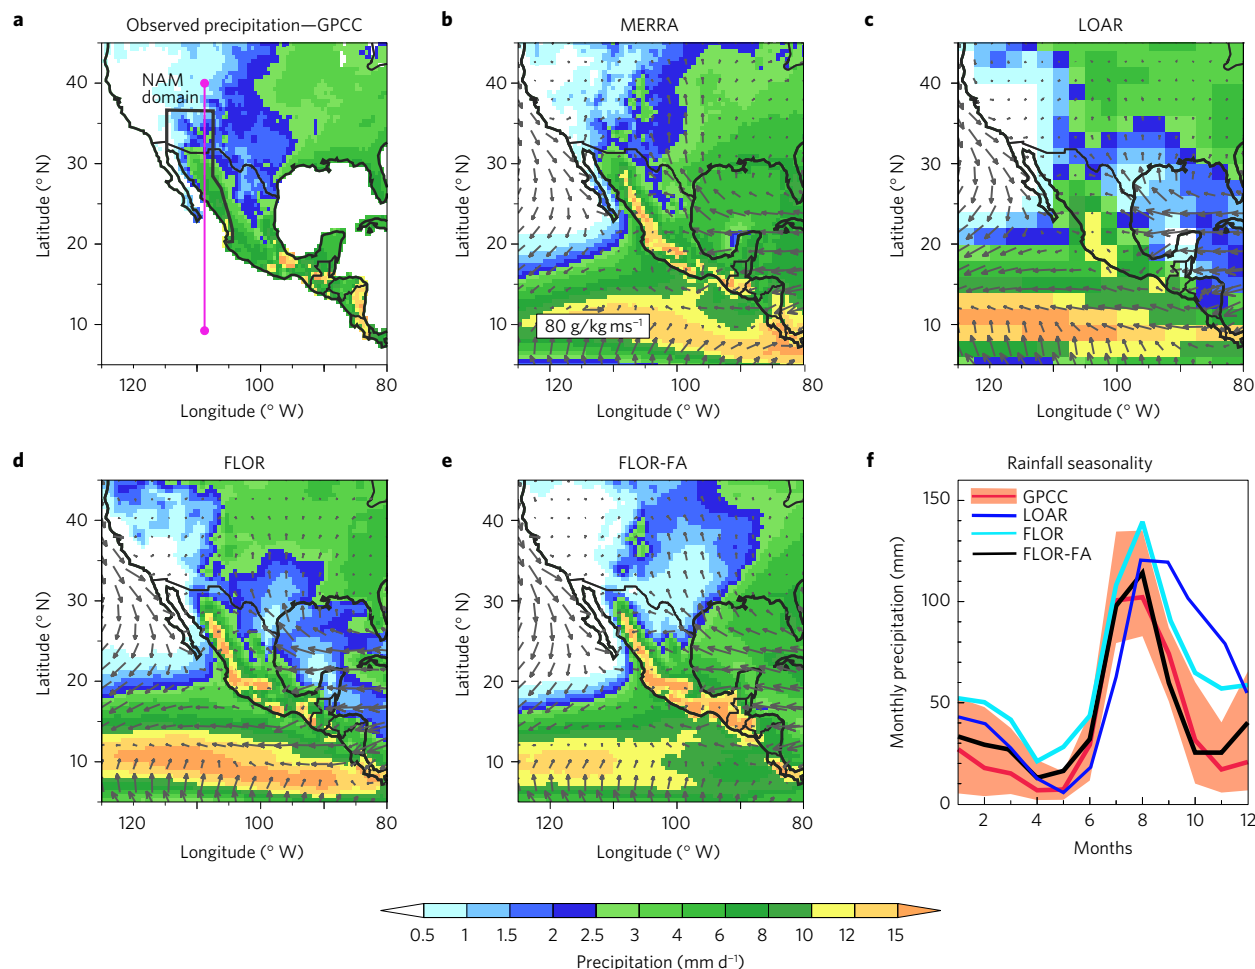 a
Observed precipitation—GPCC
NAM
domain
40
30
20
10
120
100
80
Latitude (° N)
Longitude (° W)
b
MERRA
80 g/kg ms⁻¹
40
30
20
10
120
100
80
Latitude (° N)
Longitude (° W)
c
LOAR
40
30
20
10
120
100
80
Latitude (° N)
Longitude (° W)
d
FLOR
40
30
20
10
120
100
80
Latitude (° N)
Longitude (° W)
e
FLOR-FA
40
30
20
10
120
100
80
Latitude (° N)
Longitude (° W)
f
Rainfall seasonality
GPCC
LOAR
FLOR
FLOR-FA
150
100
50
0
2
4
6
8
10
12
Monthly precipitation (mm)
Months
0.5 1 1.5 2 2.5 3 4 6 8 10 12 15
Precipitation (mm d⁻¹)